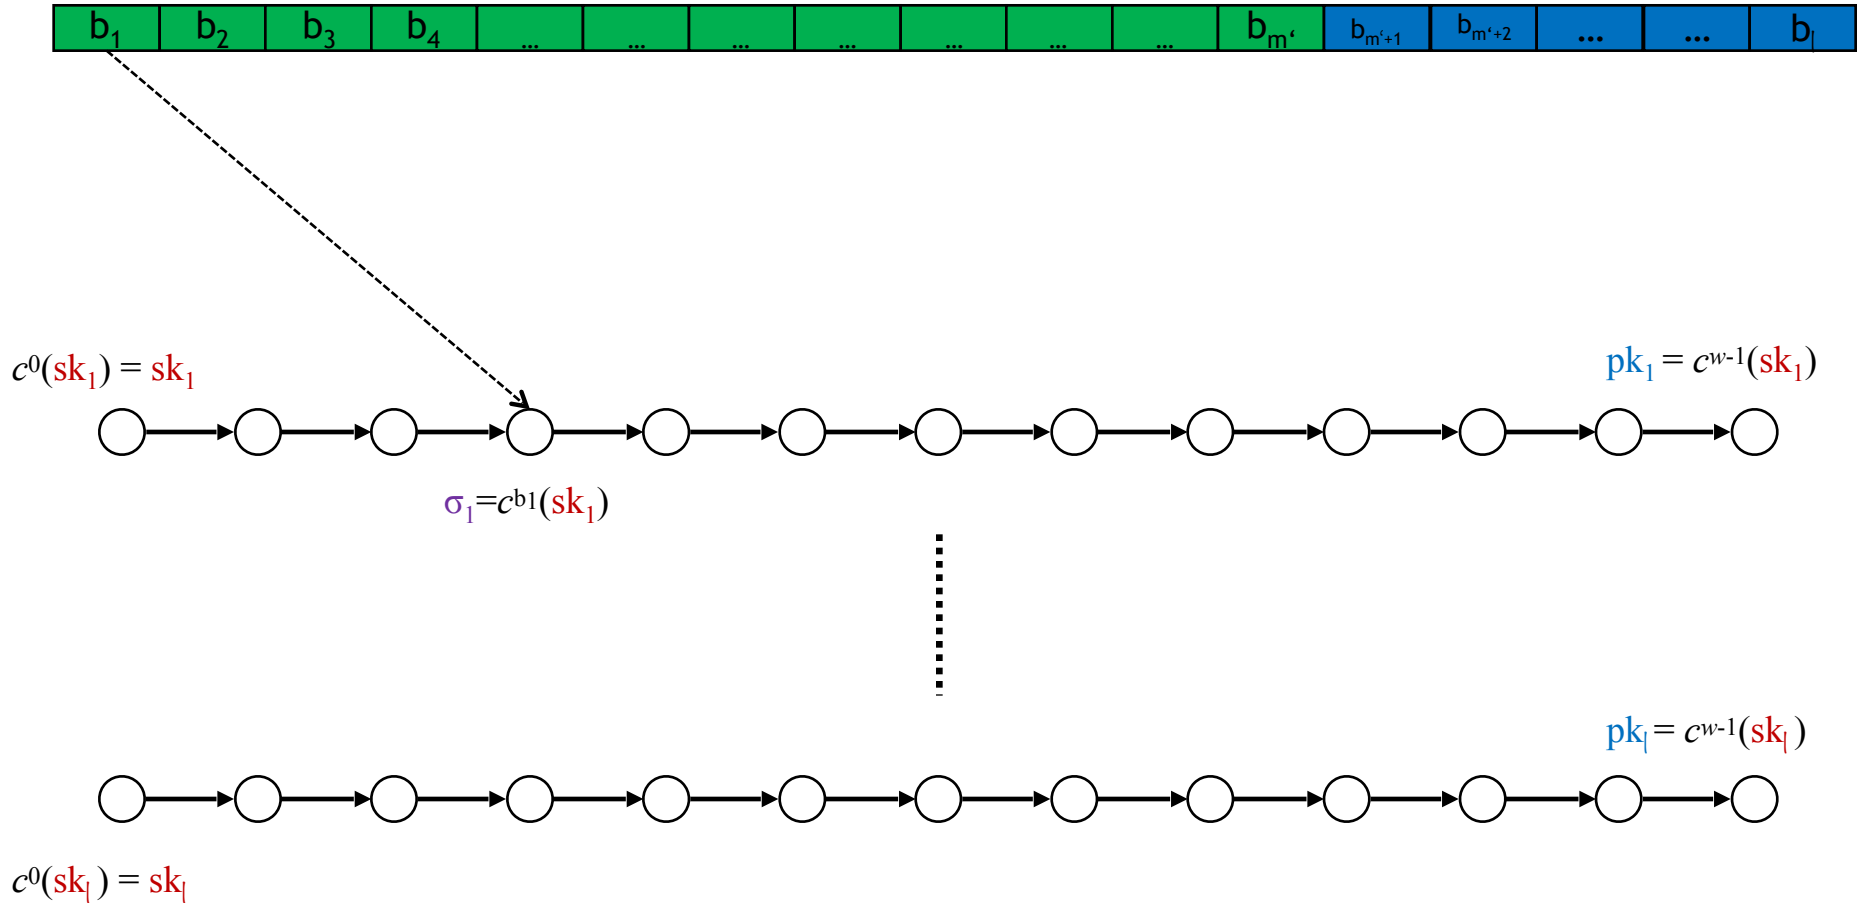 b₁ b₂ b₃ b₄ ... ... ... ... ... ... ... bₘ‘ bₘ‘₊₁ bₘ‘₊₂ ... ... bₗ
c⁰(sk₁) = sk₁
pk₁ = cʷ⁻¹(sk₁)
σ₁=cᵇ¹(sk₁)
pkₗ = cʷ⁻¹(skₗ)
c⁰(skₗ) = skₗ